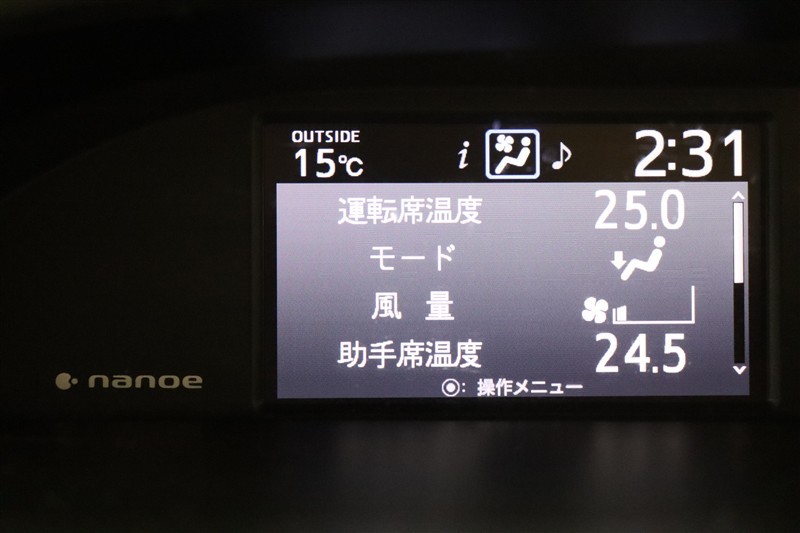 OUTSIDE
15℃
i
2:31
運転席温度 25.0
モード
風量
助手席温度 24.5
◉: 操作メニュー
nanoe